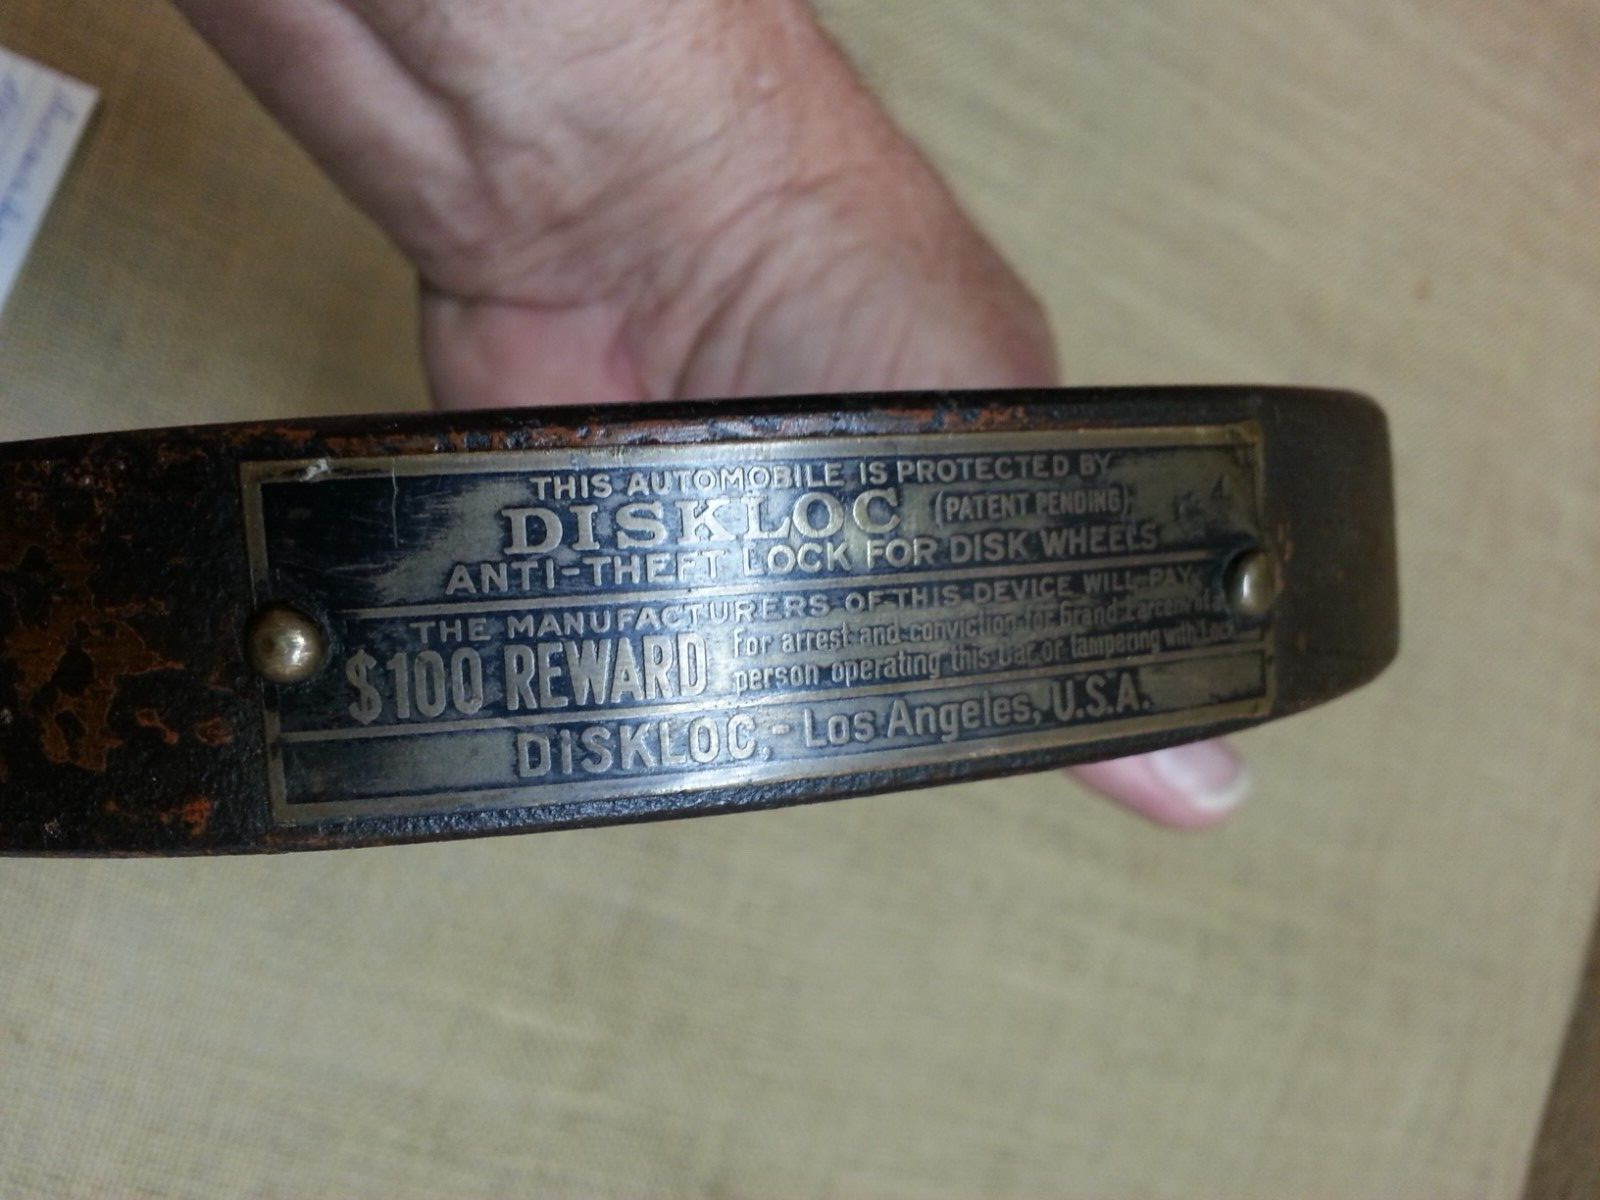 THIS AUTOMOBILE IS PROTECTED BY
DISKLOC (PATENT PENDING)
ANTI-THEFT LOCK FOR DISK WHEELS
THE MANUFACTURERS OF THIS DEVICE WILL PAY
$100 REWARD For arrest and conviction for Grand Larceny of a
person operating this Car or tampering with Lock
DiSKLOC,- Los Angeles, U.S.A.